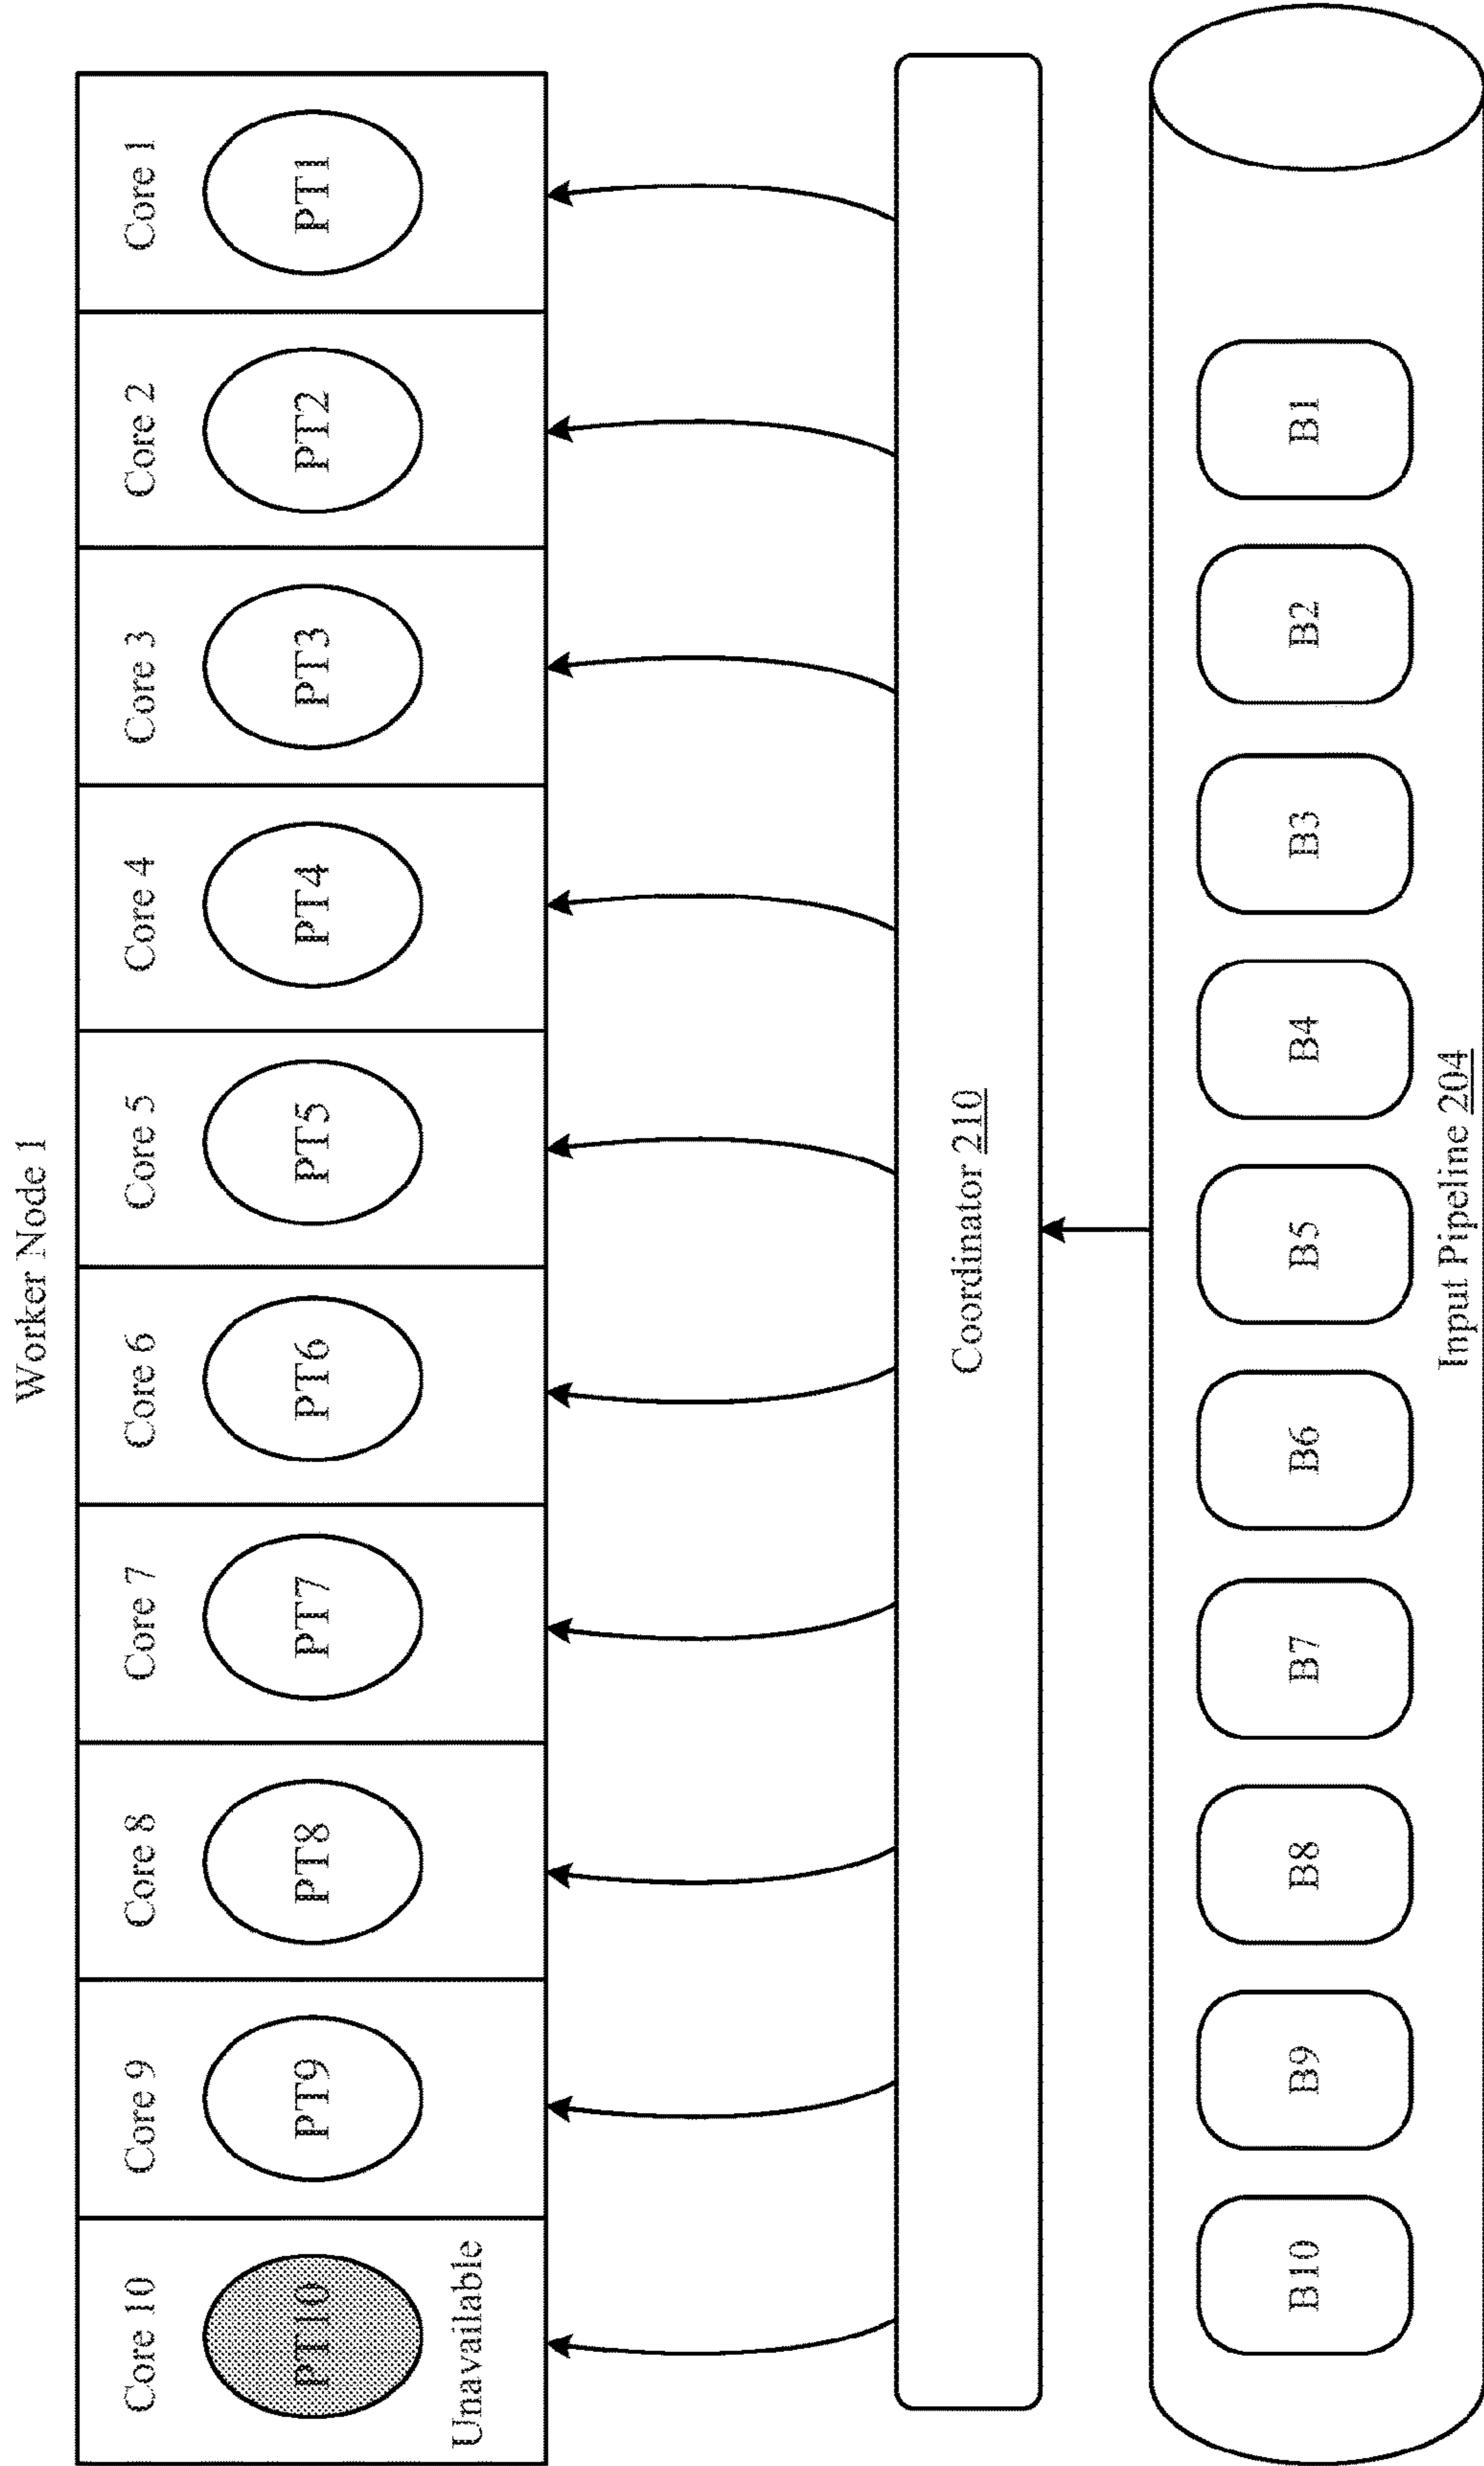 Worker Node 1
Core 10
Core 9
Core 8
Core 7
Core 6
Core 5
Core 4
Core 3
Core 2
Core 1
PT10
PT9
PT8
PT7
PT6
PT5
PT4
PT3
PT2
PT1
Unavailable
Coordinator 210
B10
B9
B8
B7
B6
B5
B4
B3
B2
B1
Input Pipeline 204